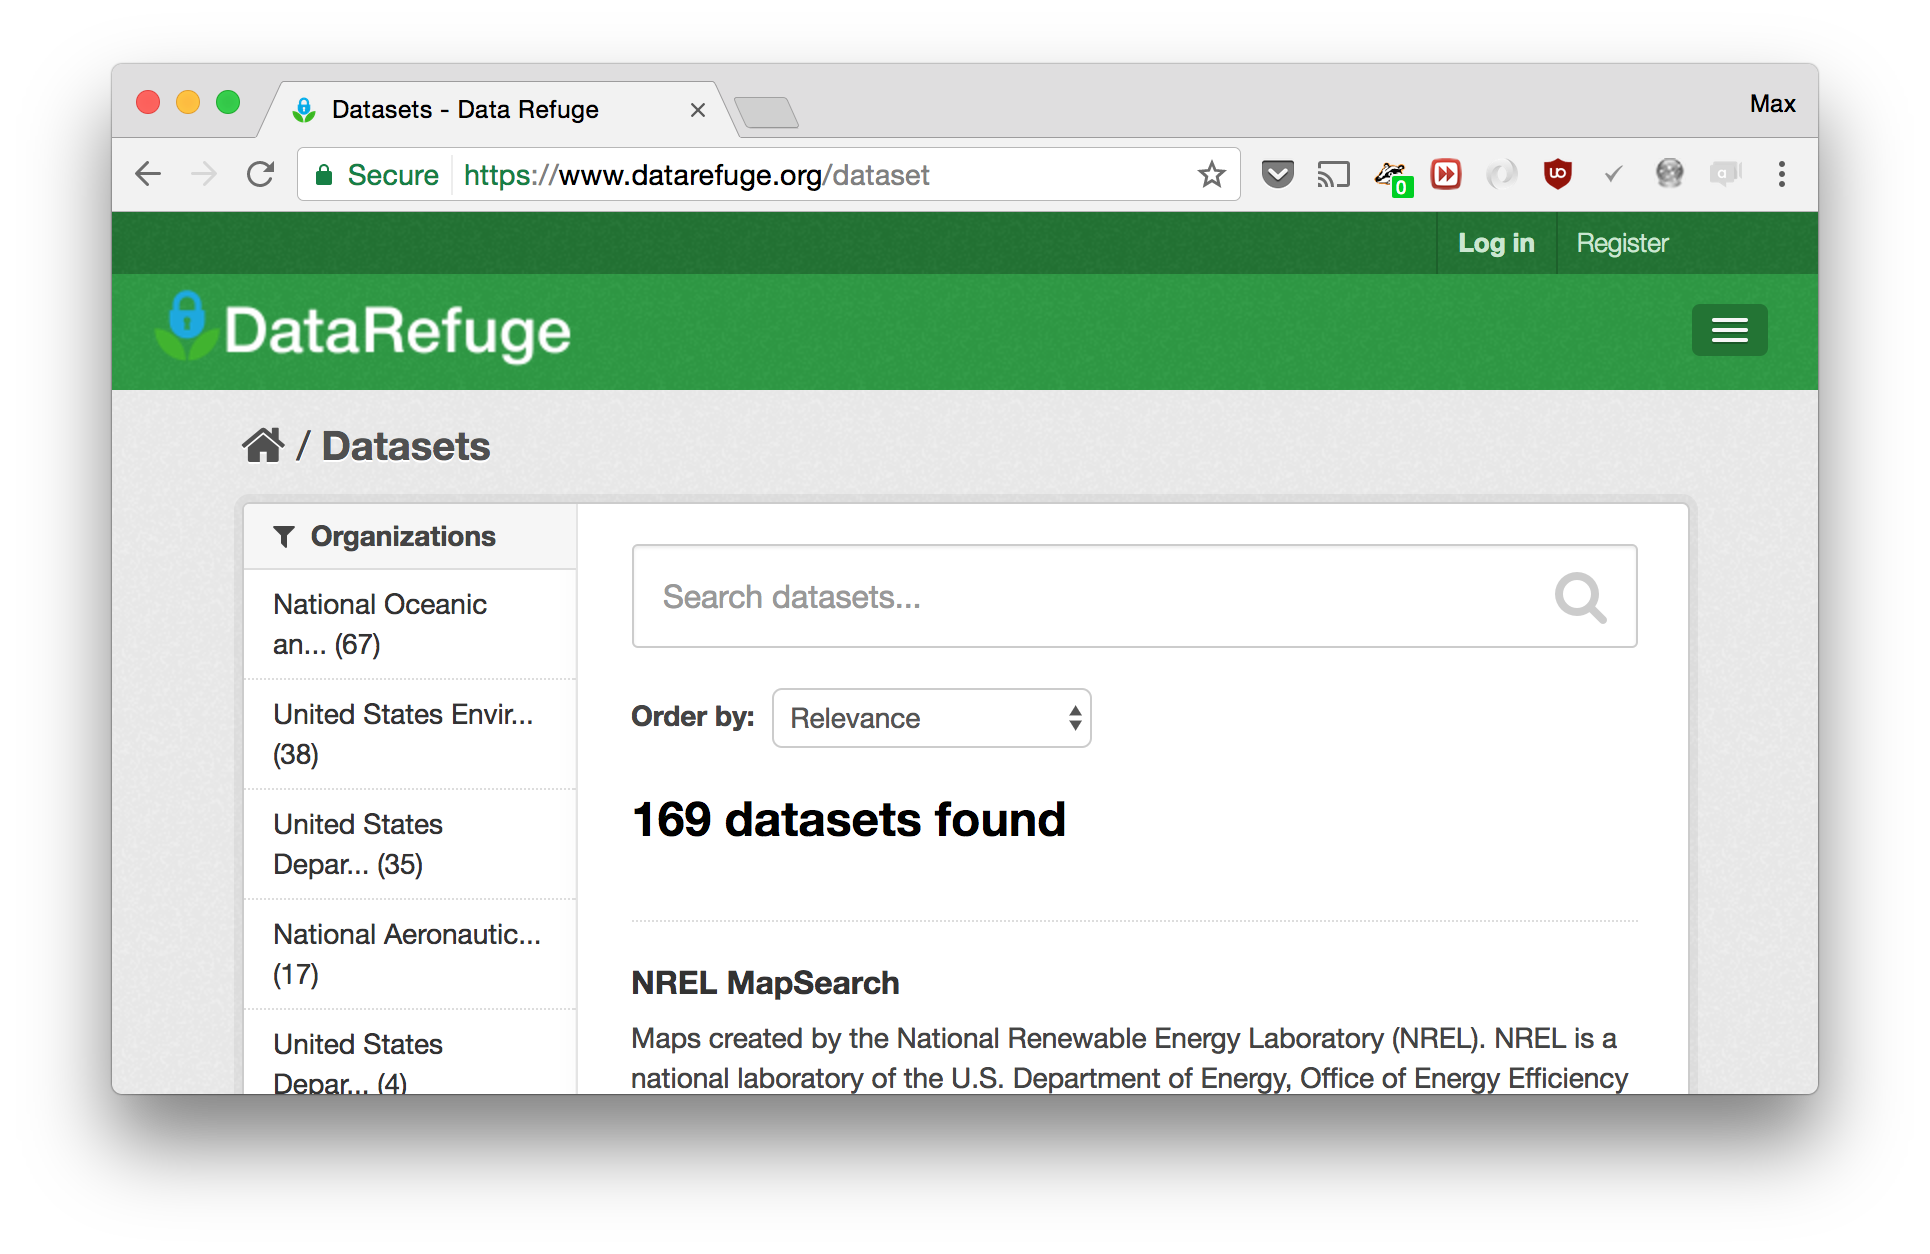 Datasets - Data Refuge
Max
Secure https://www.datarefuge.org/dataset
0
Log in Register
DataRefuge
/ Datasets
Organizations
National Oceanic
an... (67)
United States Envir...
(38)
United States
Depar... (35)
National Aeronautic...
(17)
United States
Depar... (4)
Search datasets...
Order by: Relevance
169 datasets found
NREL MapSearch
Maps created by the National Renewable Energy Laboratory (NREL). NREL is a
national laboratory of the U.S. Department of Energy, Office of Energy Efficiency